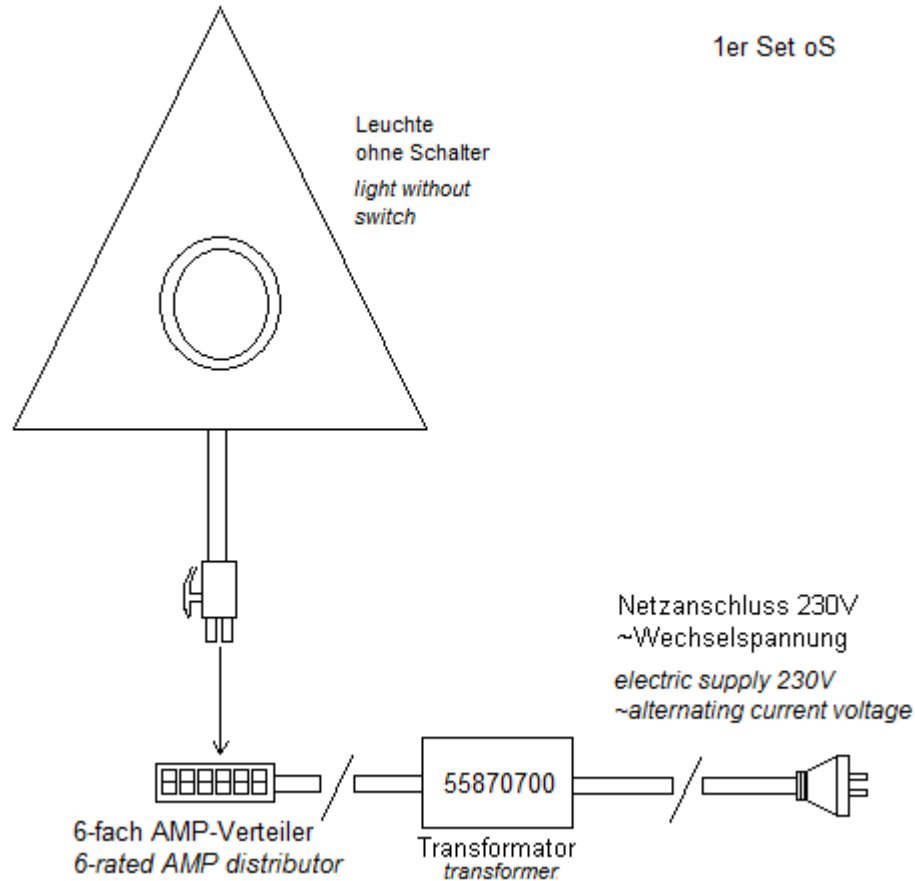 1er Set oS
Leuchte
ohne Schalter
light without
switch
Netzanschluss 230V
~Wechselspannung
electric supply 230V
~alternating current voltage
55870700
6-fach AMP-Verteiler
6-rated AMP distributor
Transformator
transformer